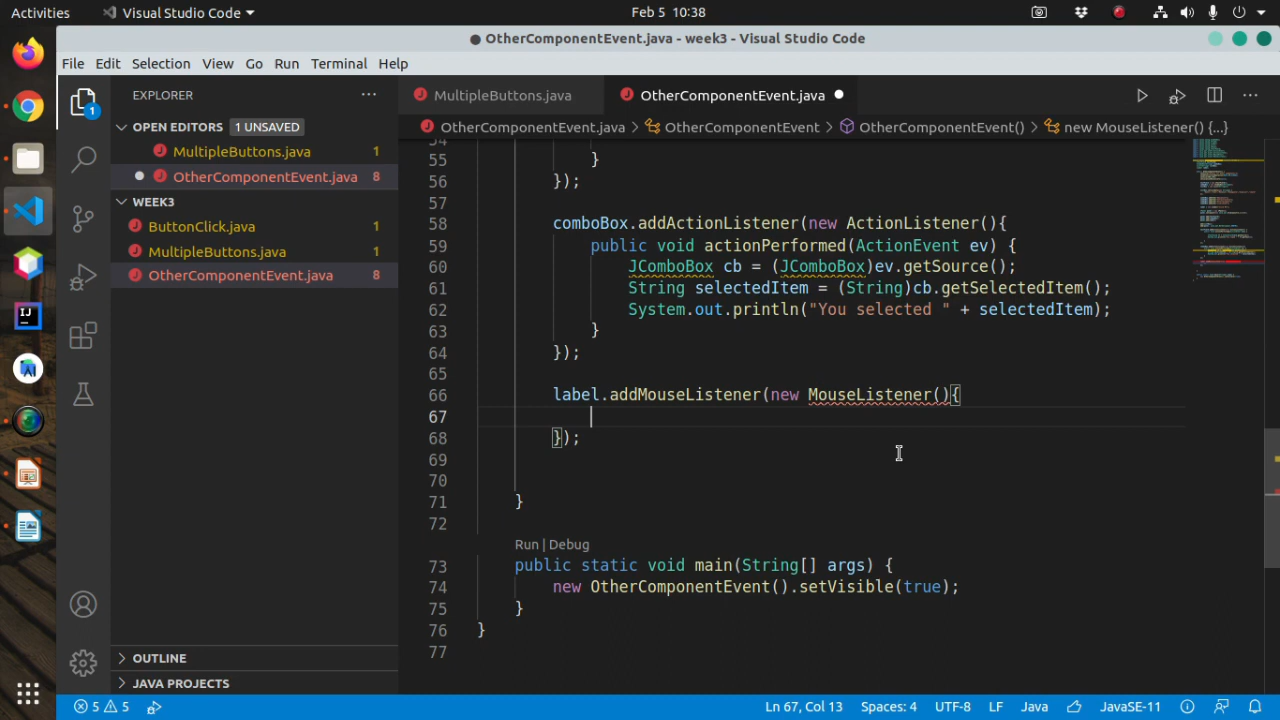 Activities Visual Studio Code Feb 5 10:38
● OtherComponentEvent.java - week3 - Visual Studio Code
File Edit Selection View Go Run Terminal Help
EXPLORER ... MultipleButtons.java OtherComponentEvent.java ●
1 OPEN EDITORS 1 UNSAVED OtherComponentEvent.java > OtherComponentEvent > OtherComponentEvent() > new MouseListener() {...}
MultipleButtons.java 1
● OtherComponentEvent.java 8
WEEK3
ButtonClick.java 1
MultipleButtons.java 1
OtherComponentEvent.java 8
54
55 }
56 });
57
58 comboBox.addActionListener(new ActionListener(){
59 public void actionPerformed(ActionEvent ev) {
60 JComboBox cb = (JComboBox)ev.getSource();
61 String selectedItem = (String)cb.getSelectedItem();
62 System.out.println("You selected " + selectedItem);
63 }
64 });
65
66 label.addMouseListener(new MouseListener(){
67
68 });
69
70
71 }
72
Run | Debug
73 public static void main(String[] args) {
74 new OtherComponentEvent().setVisible(true);
75 }
76 }
77
OUTLINE
JAVA PROJECTS
5 5 Ln 67, Col 13 Spaces: 4 UTF-8 LF Java JavaSE-11